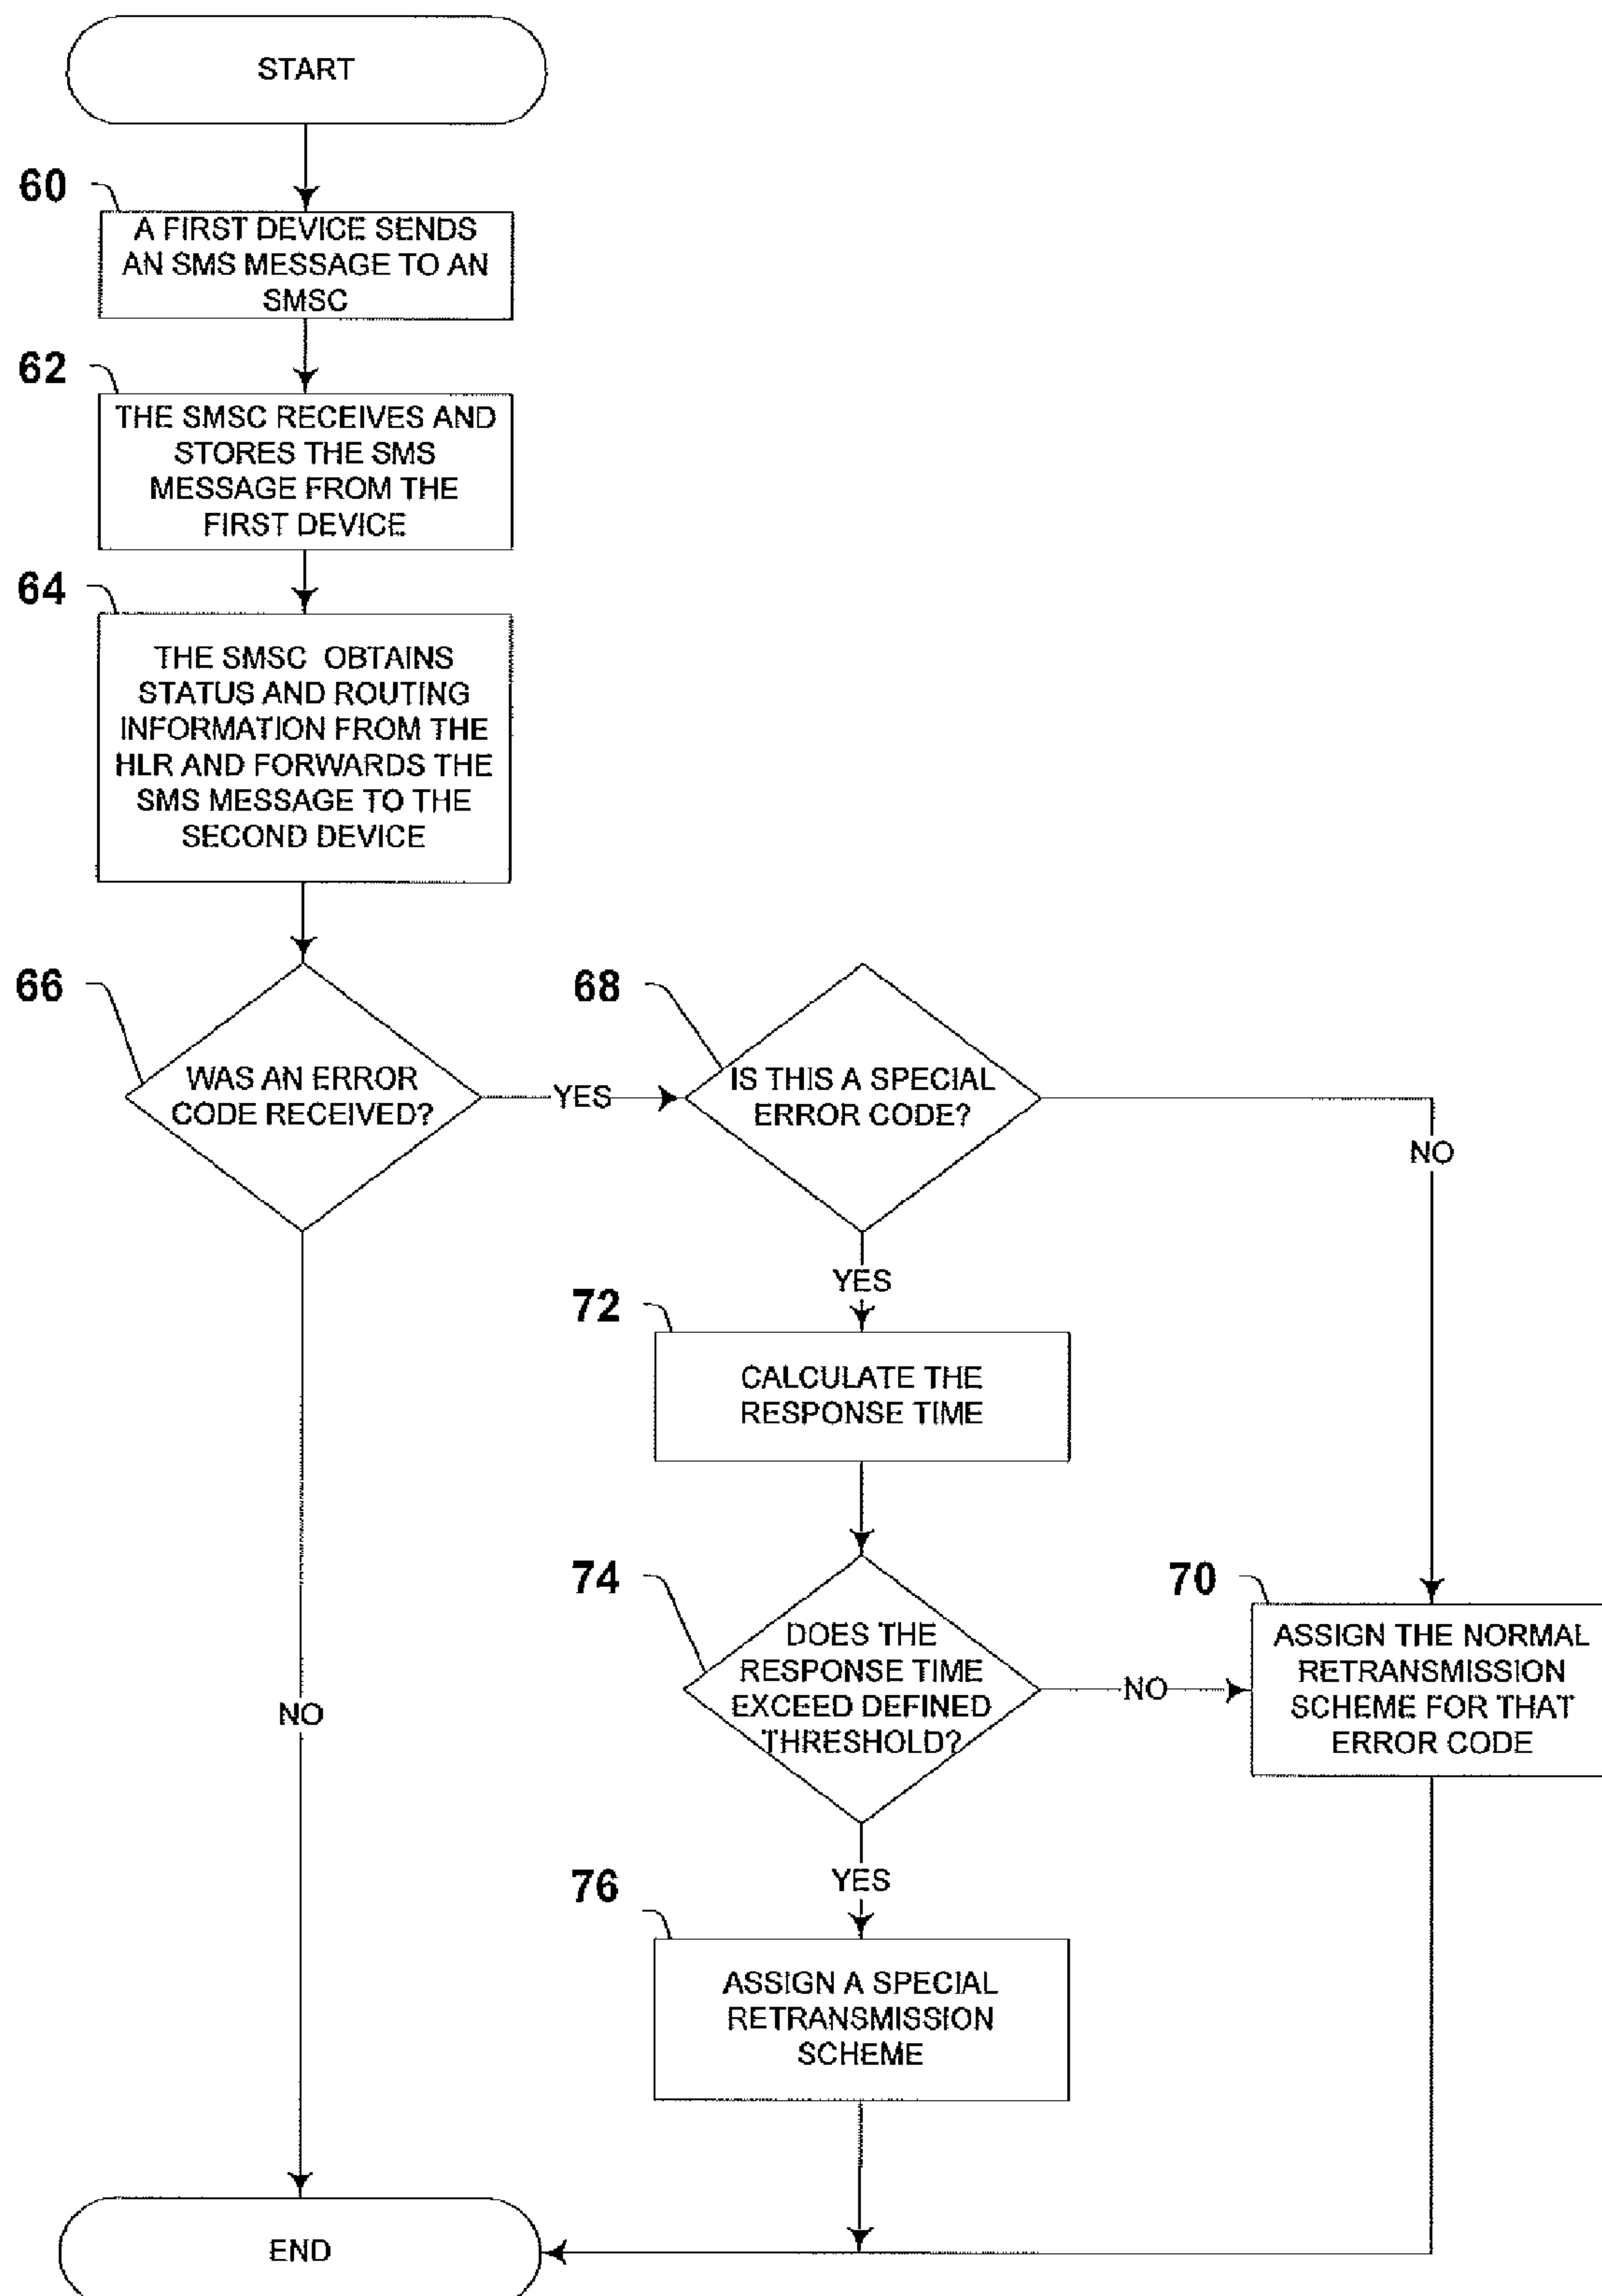 START
60
A FIRST DEVICE SENDS
AN SMS MESSAGE TO AN
SMSC
62
THE SMSC RECEIVES AND
STORES THE SMS
MESSAGE FROM THE
FIRST DEVICE
64
THE SMSC OBTAINS
STATUS AND ROUTING
INFORMATION FROM THE
HLR AND FORWARDS THE
SMS MESSAGE TO THE
SECOND DEVICE
66
WAS AN ERROR
CODE RECEIVED?
YES
68
IS THIS A SPECIAL
ERROR CODE?
NO
YES
72
CALCULATE THE
RESPONSE TIME
74
DOES THE
RESPONSE TIME
EXCEED DEFINED
THRESHOLD?
NO
70
ASSIGN THE NORMAL
RETRANSMISSION
SCHEME FOR THAT
ERROR CODE
NO
YES
76
ASSIGN A SPECIAL
RETRANSMISSION
SCHEME
END